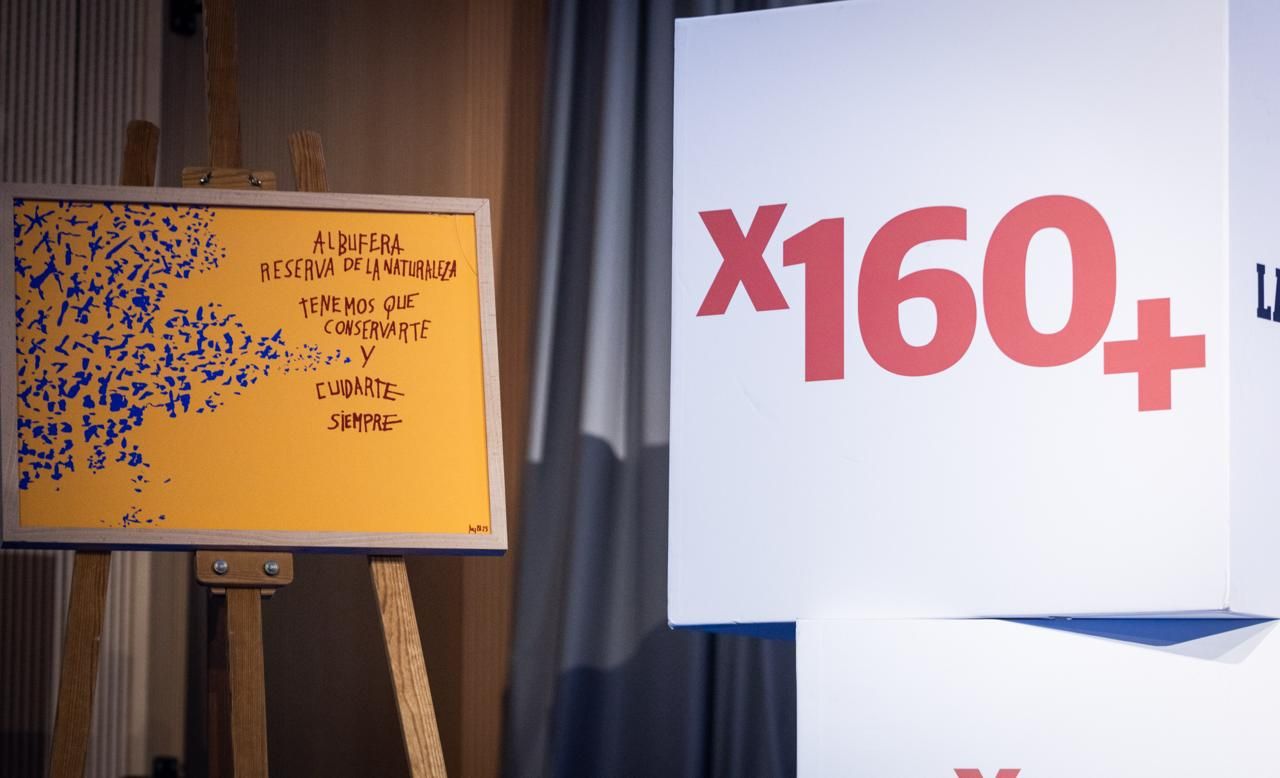 ALBUFERA
RESERVA DE LA NATURALEZA
TENEMOS QUE
CONSERVARTE
Y
CUIDARTE
SIEMPRE
X160+
X